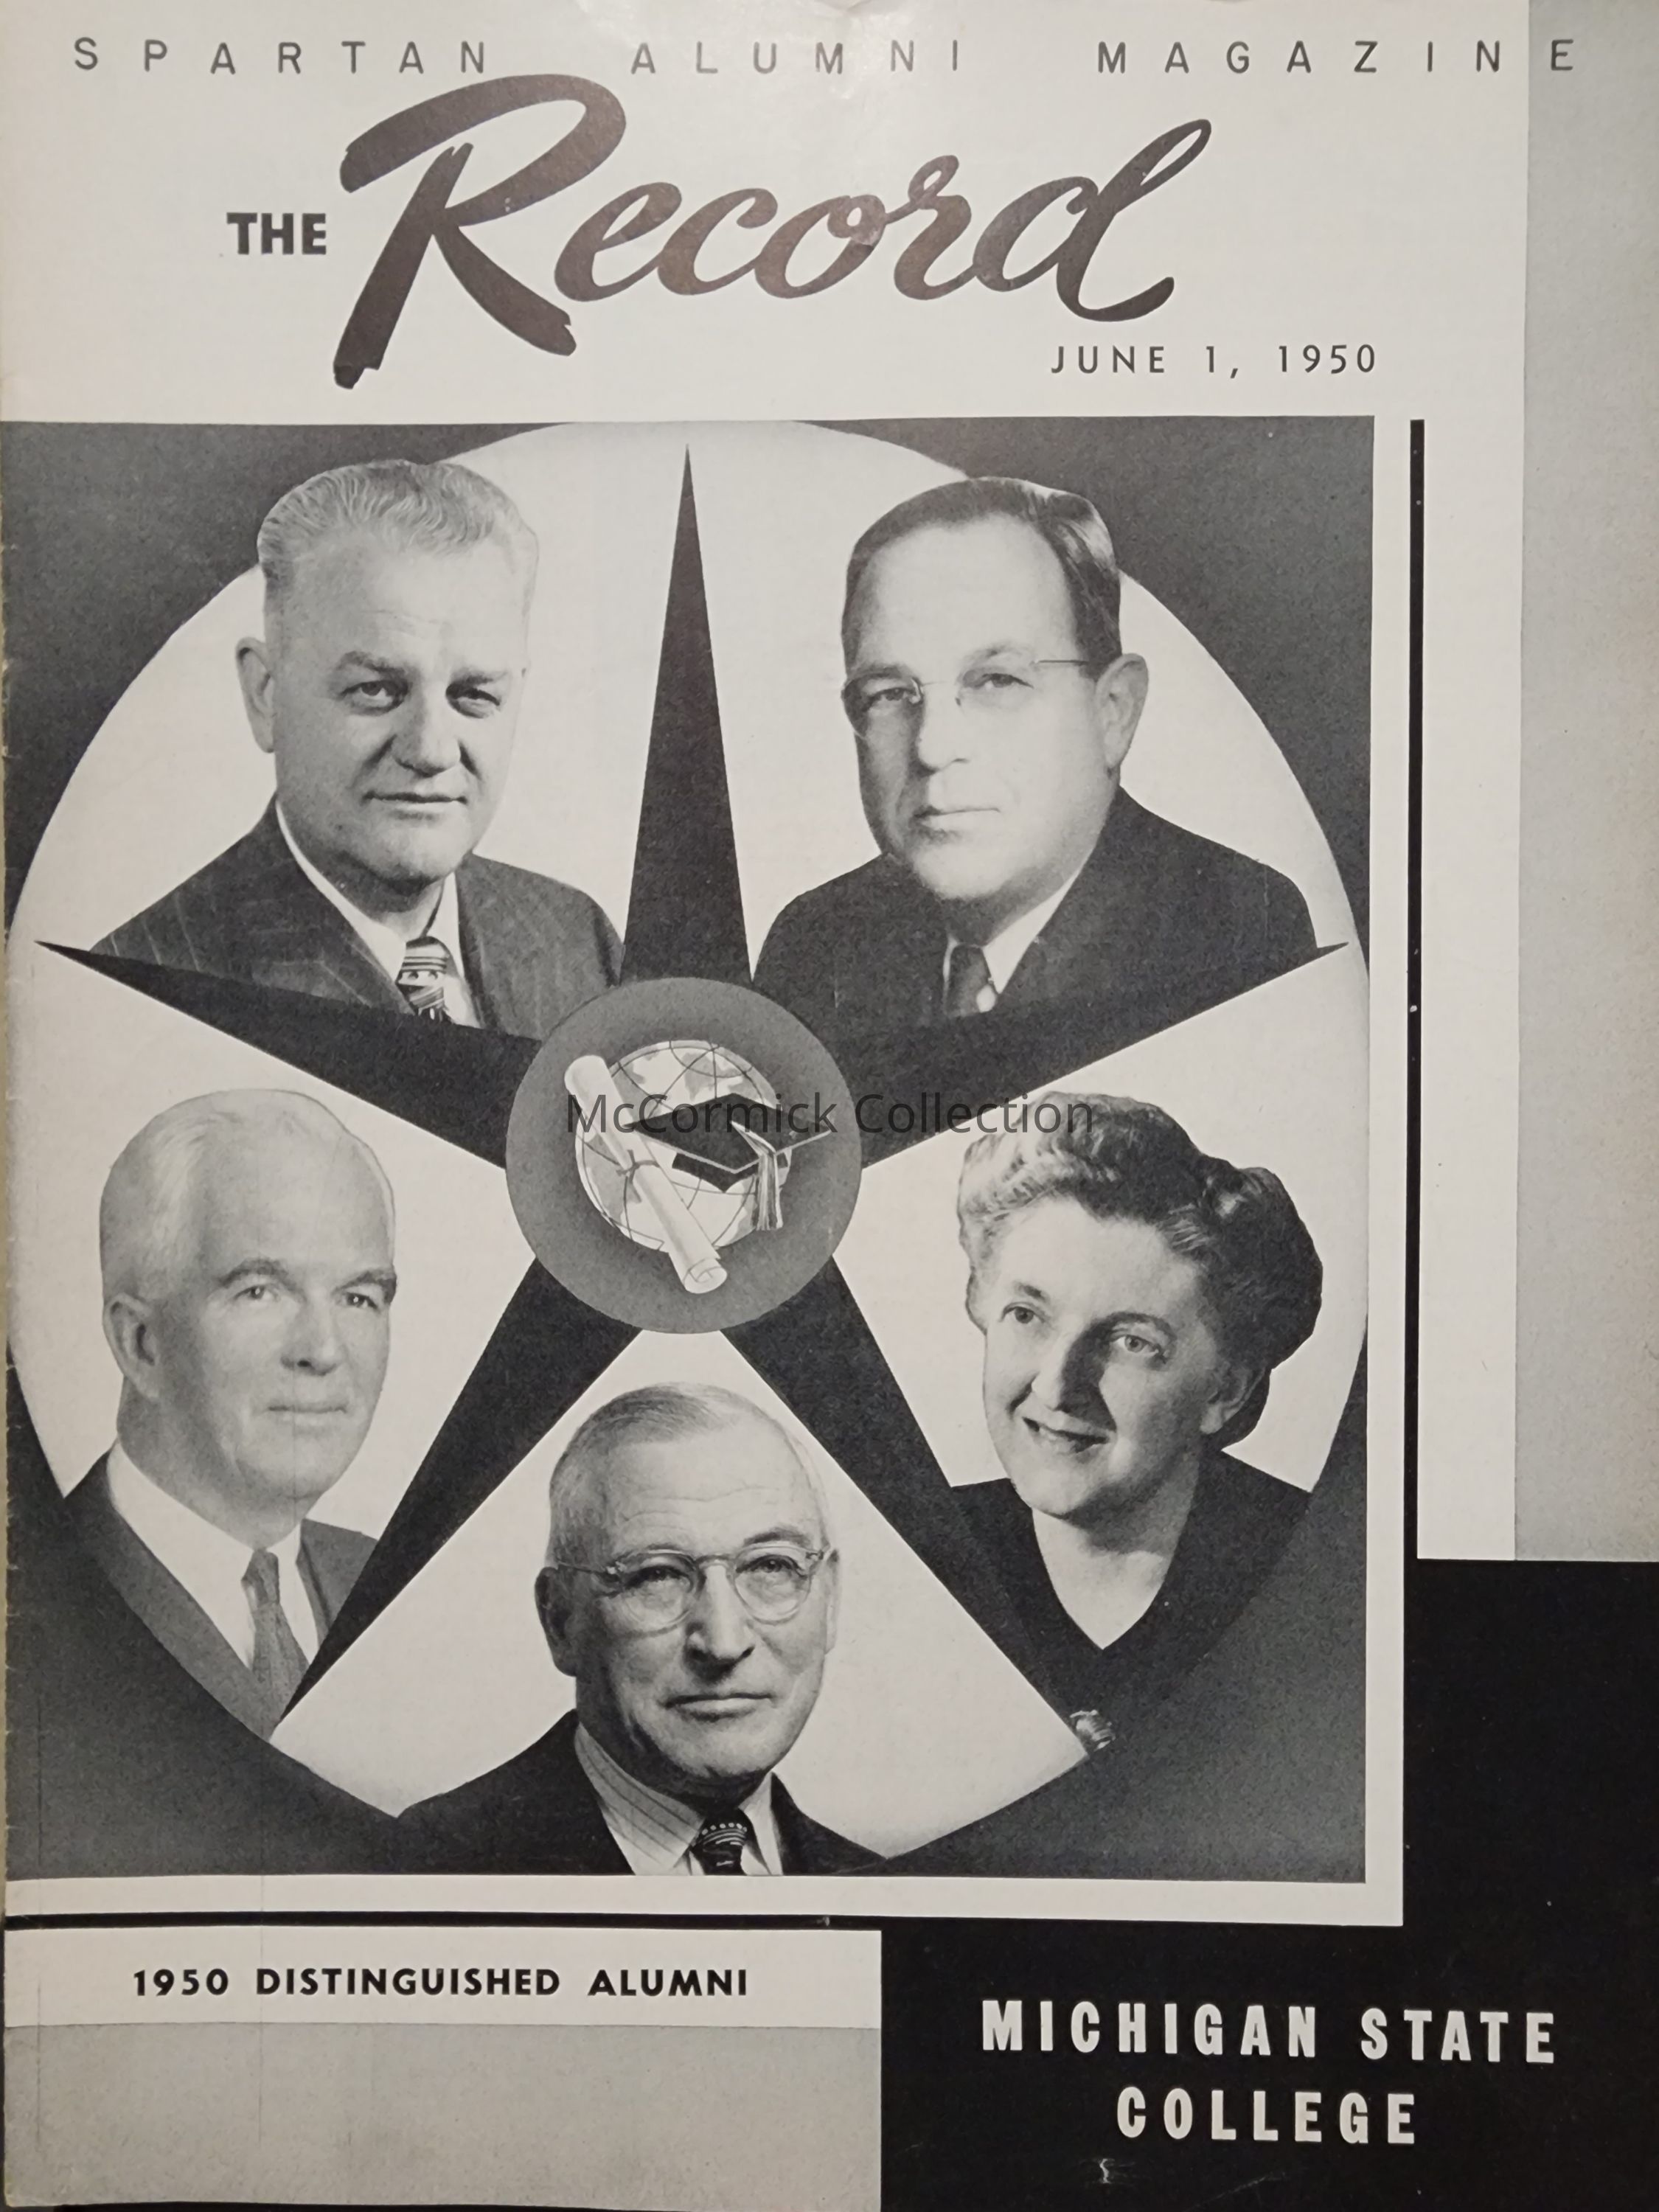 SPARTAN ALUMNI MAGAZINE
THE Record
JUNE 1, 1950
McCormick Collection
1950 DISTINGUISHED ALUMNI
MICHIGAN STATE
COLLEGE